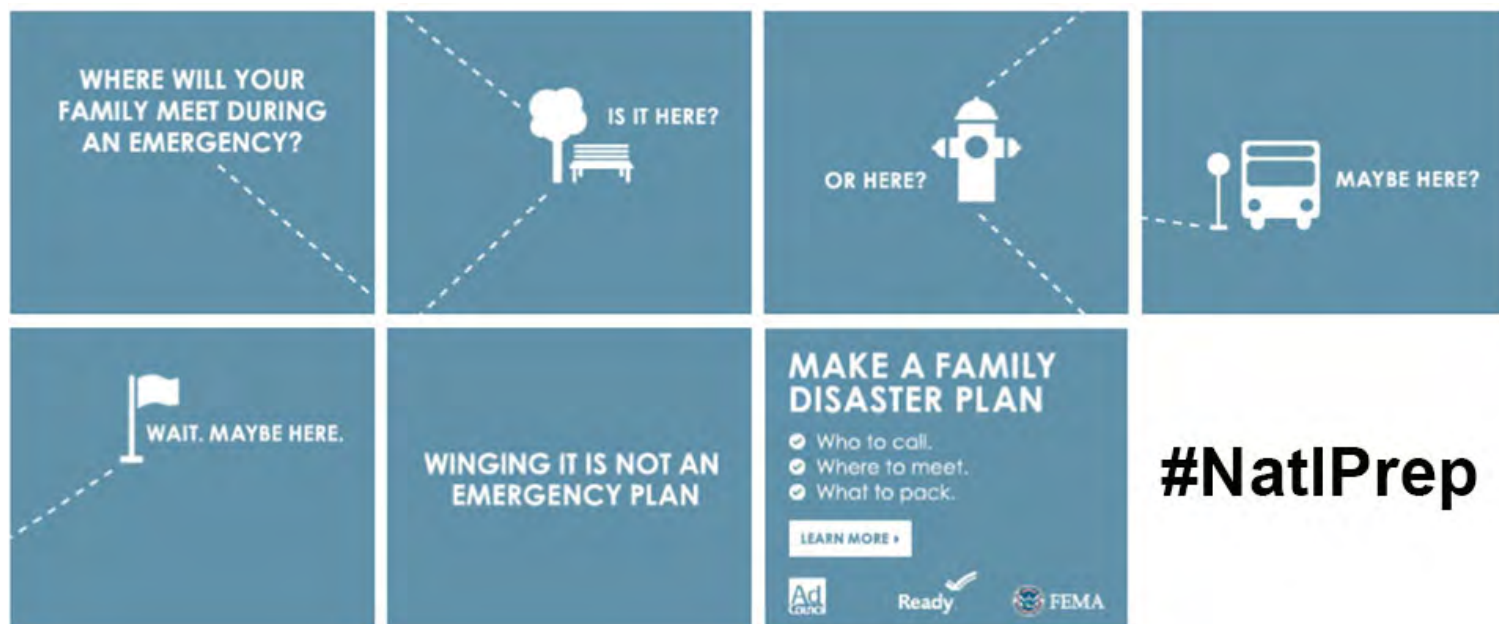 WHERE WILL YOUR
FAMILY MEET DURING
AN EMERGENCY?
IS IT HERE?
OR HERE?
MAYBE HERE?
WAIT. MAYBE HERE.
WINGING IT IS NOT AN
EMERGENCY PLAN
MAKE A FAMILY
DISASTER PLAN
Who to call.
Where to meet.
What to pack.
LEARN MORE
Ad
COUNCIL
Ready
FEMA
#NatlPrep